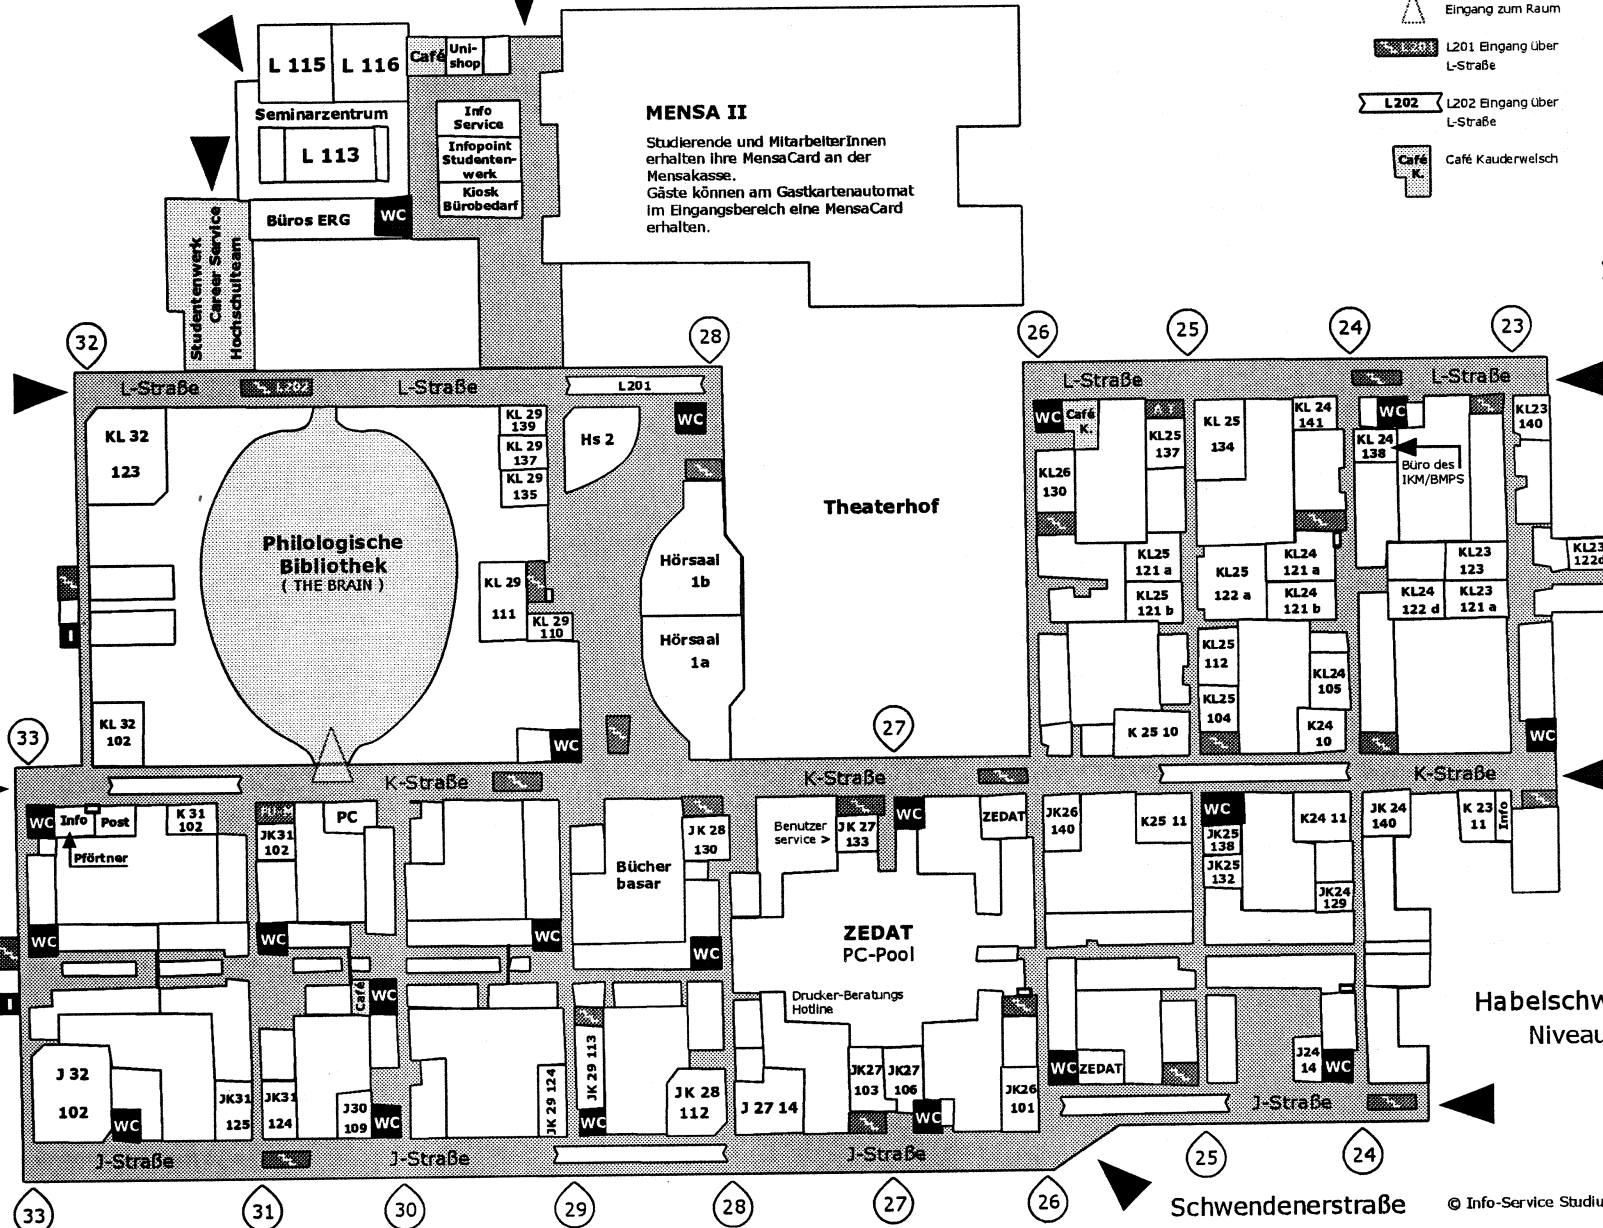 Eingang zum Raum
L201 Eingang über
L-Straße
L202
L202 Eingang über
L-Straße
Café
K.
Café Kauderwelsch
L 115
L 116
Café
Uni-
shop
Seminarzentrum
L 113
Info
Service
Infopoint
Studenten-
werk
Kiosk
Bürobedarf
Büros ERG
WC
MENSA II
Studierende und MitarbeiterInnen
erhalten ihre MensaCard an der
Mensakasse.
Gäste können am Gastkartenautomat
im Eingangsbereich eine MensaCard
erhalten.
Studentenwerk
Career Service
Hochschulteam
32
28
26
25
24
23
L-Straße
L202
L-Straße
L201
L-Straße
L-Straße
KL 32
123
KL 29
139
KL 29
137
KL 29
135
Hs 2
WC
WC
Café
K.
KL25
137
KL 25
134
KL 24
141
WC
KL 24
138
KL23
140
Büro des
IKM/BMPS
KL26
130
Theaterhof
Philologische
Bibliothek
( THE BRAIN )
Hörsaal
1b
Hörsaal
1a
KL 29
111
KL 29
110
KL25
121 a
KL25
121 b
KL25
122 a
KL24
121 a
KL24
121 b
KL23
123
KL24
122 d
KL23
121 a
KL23
KL25
112
KL25
104
KL24
105
K24
10
K 25 10
WC
KL 32
102
WC
33
27
K-Straße
K-Straße
K-Straße
WC
Info
Post
Pförtner
K 31
102
JK31
102
PC
JK 28
130
Bücher
basar
Benutzer
service >
JK 27
133
WC
ZEDAT
JK26
140
K25 11
WC
JK25
138
JK25
132
K24 11
JK24
129
JK 24
140
K 23
11
Info
WC
WC
WC
WC
ZEDAT
PC-Pool
Drucker-Beratungs
Hotline
Café
WC
J 32
102
WC
JK31
125
JK31
124
J30
109
WC
JK 29 124
JK 29 113
WC
JK 28
112
J 27 14
JK27
103
JK27
106
WC
JK26
101
WC
ZEDAT
J24
14
WC
Habelschw
Niveau
J-Straße
J-Straße
J-Straße
J-Straße
33
31
30
29
28
27
26
25
24
Schwendenerstraße
© Info-Service Studiu